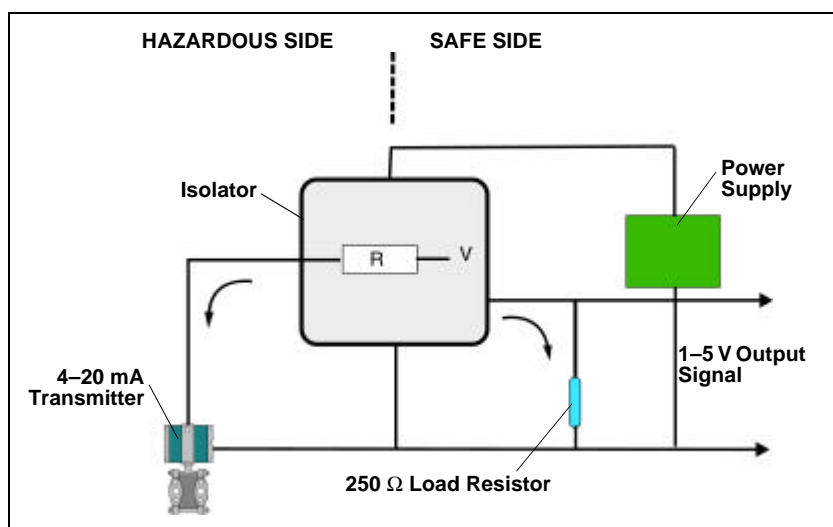 HAZARDOUS SIDE
SAFE SIDE
Isolator
Power
Supply
R
V
4–20 mA
Transmitter
1–5 V Output
Signal
250 Ω Load Resistor